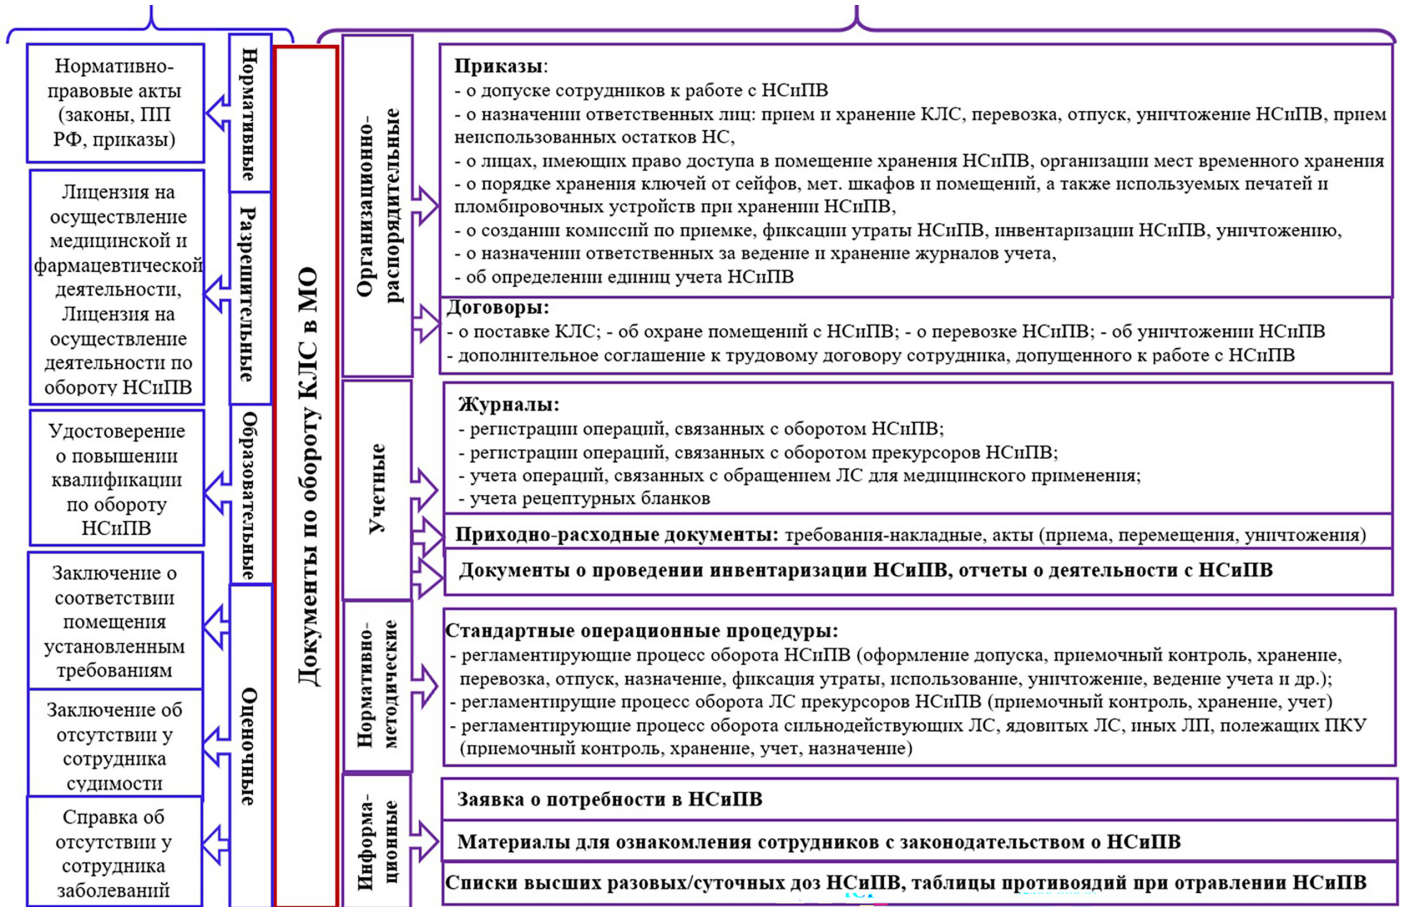 Нормативно-
правовые акты
(законы, ПП
РФ, приказы)
Нормативные
Лицензия на
осуществление
медицинской и
фармацевтической
деятельности,
Лицензия на
осуществление
деятельности по
обороту НСиПВ
Разрешительные
Удостоверение
о повышении
квалификации
по обороту
НСиПВ
Образовательные
Заключение о
соответствии
помещения
установленным
требованиям
Заключение об
отсутствии у
сотрудника
судимости
Справка об
отсутствии у
сотрудника
заболеваний
Оценочные
Документы по обороту КЛС в МО
Организационно-
распорядительные
Приказы:
- о допуске сотрудников к работе с НСиПВ
- о назначении ответственных лиц: прием и хранение КЛС, перевозка, отпуск, уничтожение НСиПВ, прием
неиспользованных остатков НС,
- о лицах, имеющих право доступа в помещение хранения НСиПВ, организации мест временного хранения
- о порядке хранения ключей от сейфов, мет. шкафов и помещений, а также используемых печатей и
пломбировочных устройств при хранении НСиПВ,
- о создании комиссий по приемке, фиксации утраты НСиПВ, инвентаризации НСиПВ, уничтожению,
- о назначении ответственных за ведение и хранение журналов учета,
- об определении единиц учета НСиПВ
Договоры:
- о поставке КЛС; - об охране помещений с НСиПВ; - о перевозке НСиПВ; - об уничтожении НСиПВ
- дополнительное соглашение к трудовому договору сотрудника, допущенного к работе с НСиПВ
Учетные
Журналы:
- регистрации операций, связанных с оборотом НСиПВ;
- регистрации операций, связанных с оборотом прекурсоров НСиПВ;
- учета операций, связанных с обращением ЛС для медицинского применения;
- учета рецептурных бланков
Приходно-расходные документы: требования-накладные, акты (приема, перемещения, уничтожения)
Документы о проведении инвентаризации НСиПВ, отчеты о деятельности с НСиПВ
Нормативно-
методические
Стандартные операционные процедуры:
- регламентирующие процесс оборота НСиПВ (оформление допуска, приемочный контроль, хранение,
перевозка, отпуск, назначение, фиксация утраты, использование, уничтожение, ведение учета и др.);
- регламентирущие процесс оборота ЛС прекурсоров НСиПВ (приемочный контроль, хранение, учет)
- регламентирующие процесс оборота сильнодействующих ЛС, ядовитых ЛС, иных ЛП, полежащих ПКУ
(приемочный контроль, хранение, учет, назначение)
Информа-
ционные
Заявка о потребности в НСиПВ
Материалы для ознакомления сотрудников с законодательством о НСиПВ
Списки высших разовых/суточных доз НСиПВ, таблицы противоядий при отравлении НСиПВ